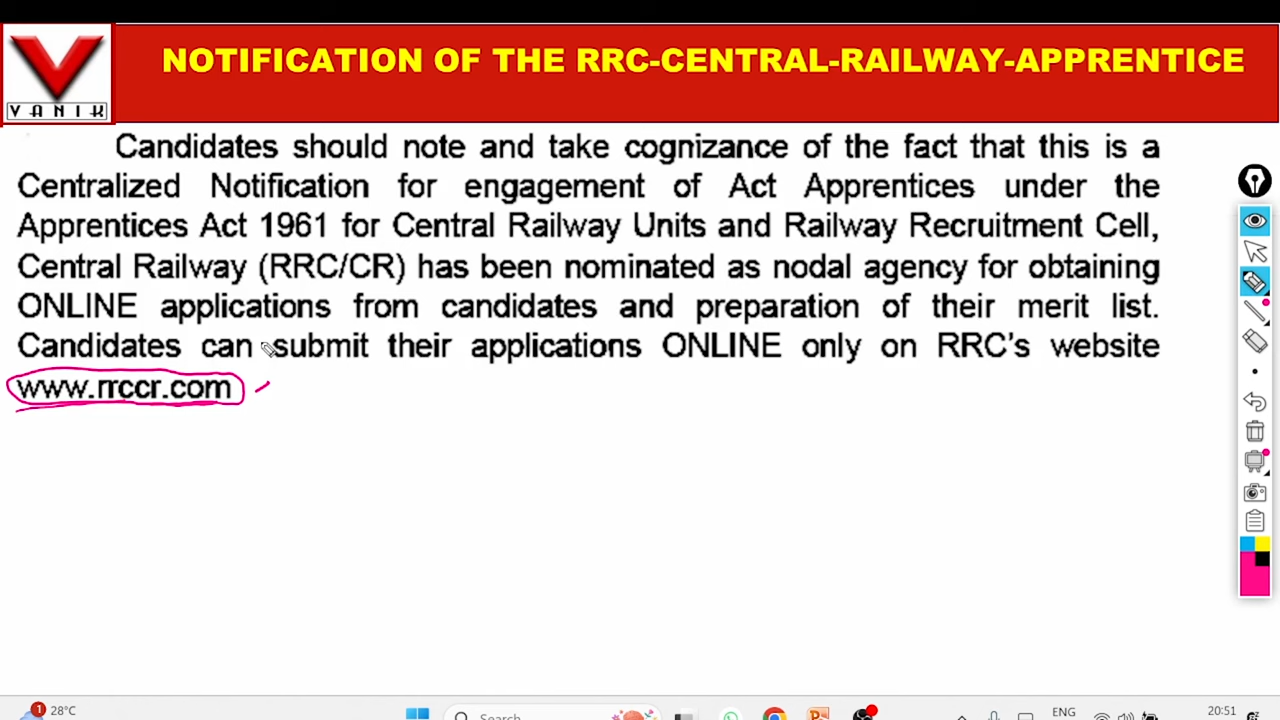 NOTIFICATION OF THE RRC-CENTRAL-RAILWAY-APPRENTICE
VANIK
Candidates should note and take cognizance of the fact that this is a
Centralized Notification for engagement of Act Apprentices under the
Apprentices Act 1961 for Central Railway Units and Railway Recruitment Cell,
Central Railway (RRC/CR) has been nominated as nodal agency for obtaining
ONLINE applications from candidates and preparation of their merit list.
Candidates can submit their applications ONLINE only on RRC's website
www.rrccr.com
1
28°C
Search
ENG
20:51